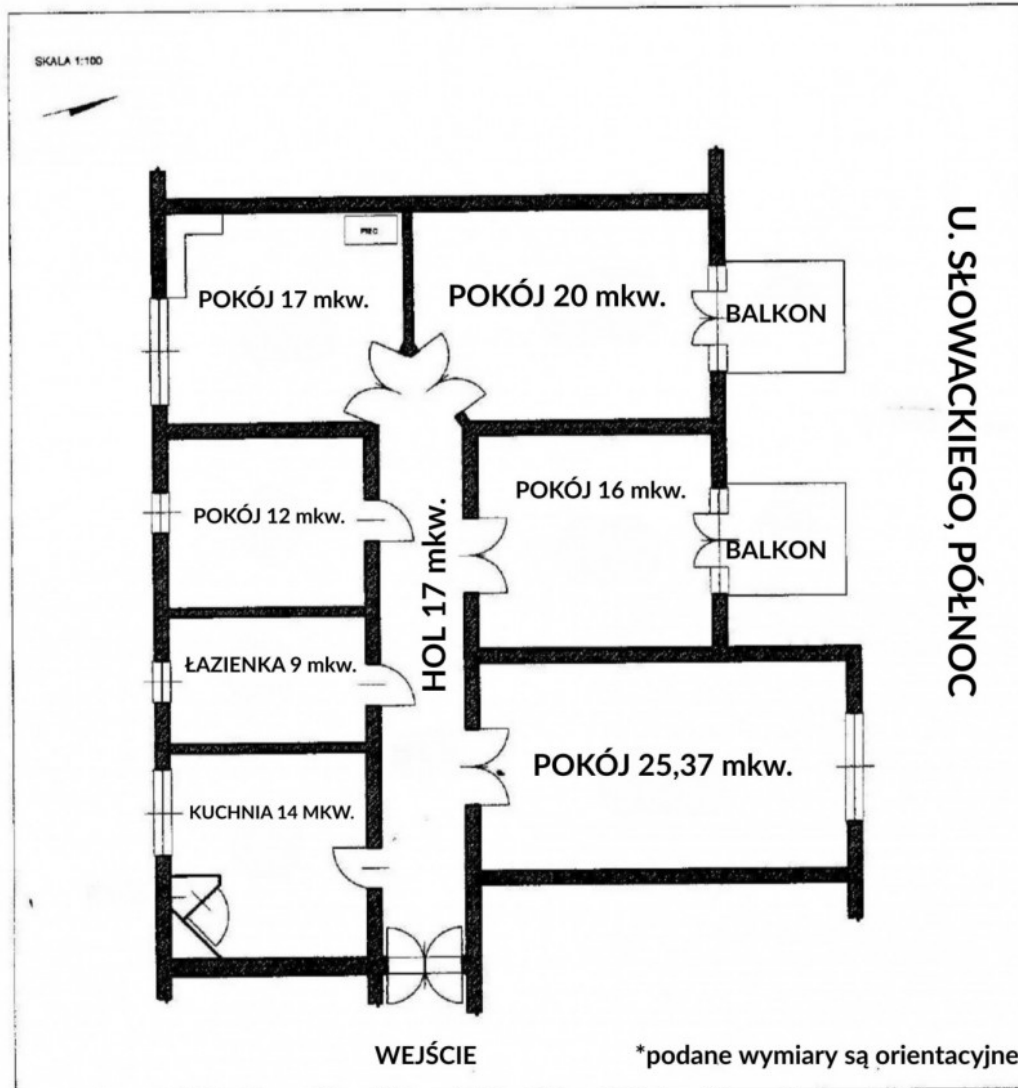 SKALA 1:100
PIEC
POKÓJ 17 mkw.
POKÓJ 20 mkw.
BALKON
POKÓJ 12 mkw.
HOL 17 mkw.
POKÓJ 16 mkw.
BALKON
ŁAZIENKA 9 mkw.
POKÓJ 25,37 mkw.
KUCHNIA 14 MKW.
U. SŁOWACKIEGO, PÓŁNOC
WEJŚCIE
*podane wymiary są orientacyjne